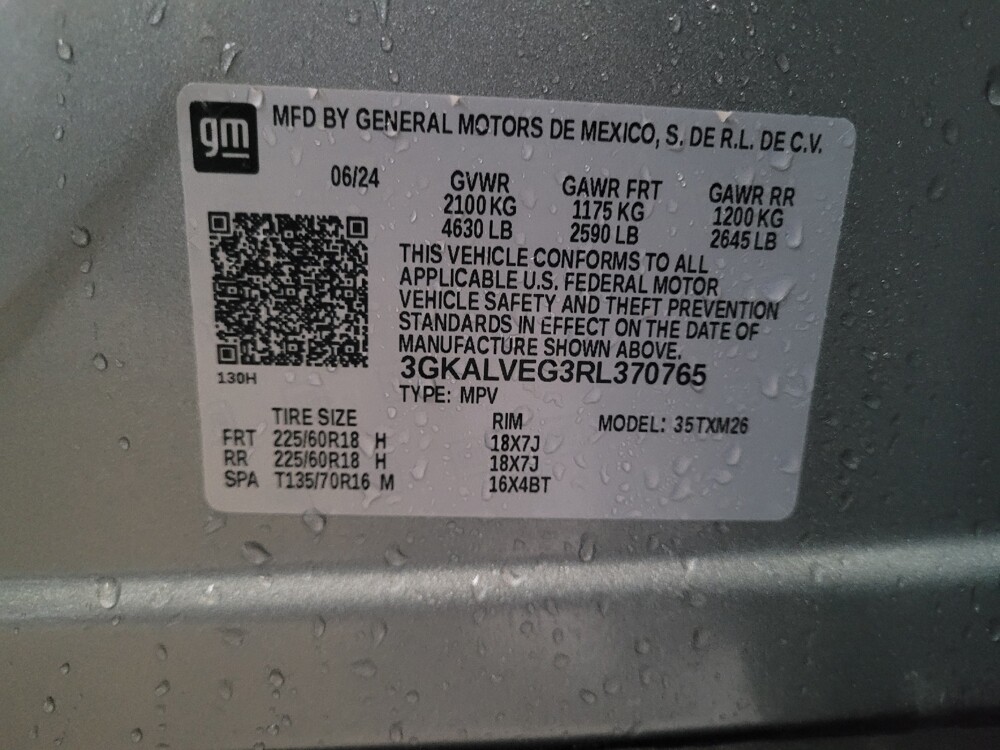 gm
MFD BY GENERAL MOTORS DE MEXICO, S. DE R.L. DE C.V.
06/24 GVWR GAWR FRT GAWR RR
2100 KG 1175 KG 1200 KG
4630 LB 2590 LB 2645 LB
THIS VEHICLE CONFORMS TO ALL
APPLICABLE U.S. FEDERAL MOTOR
VEHICLE SAFETY AND THEFT PREVENTION
STANDARDS IN EFFECT ON THE DATE OF
MANUFACTURE SHOWN ABOVE.
3GKALVEG3RL370765
130H
TYPE: MPV
TIRE SIZE RIM MODEL: 35TXM26
FRT 225/60R18 H 18X7J
RR 225/60R18 H 18X7J
SPA T135/70R16 M 16X4BT